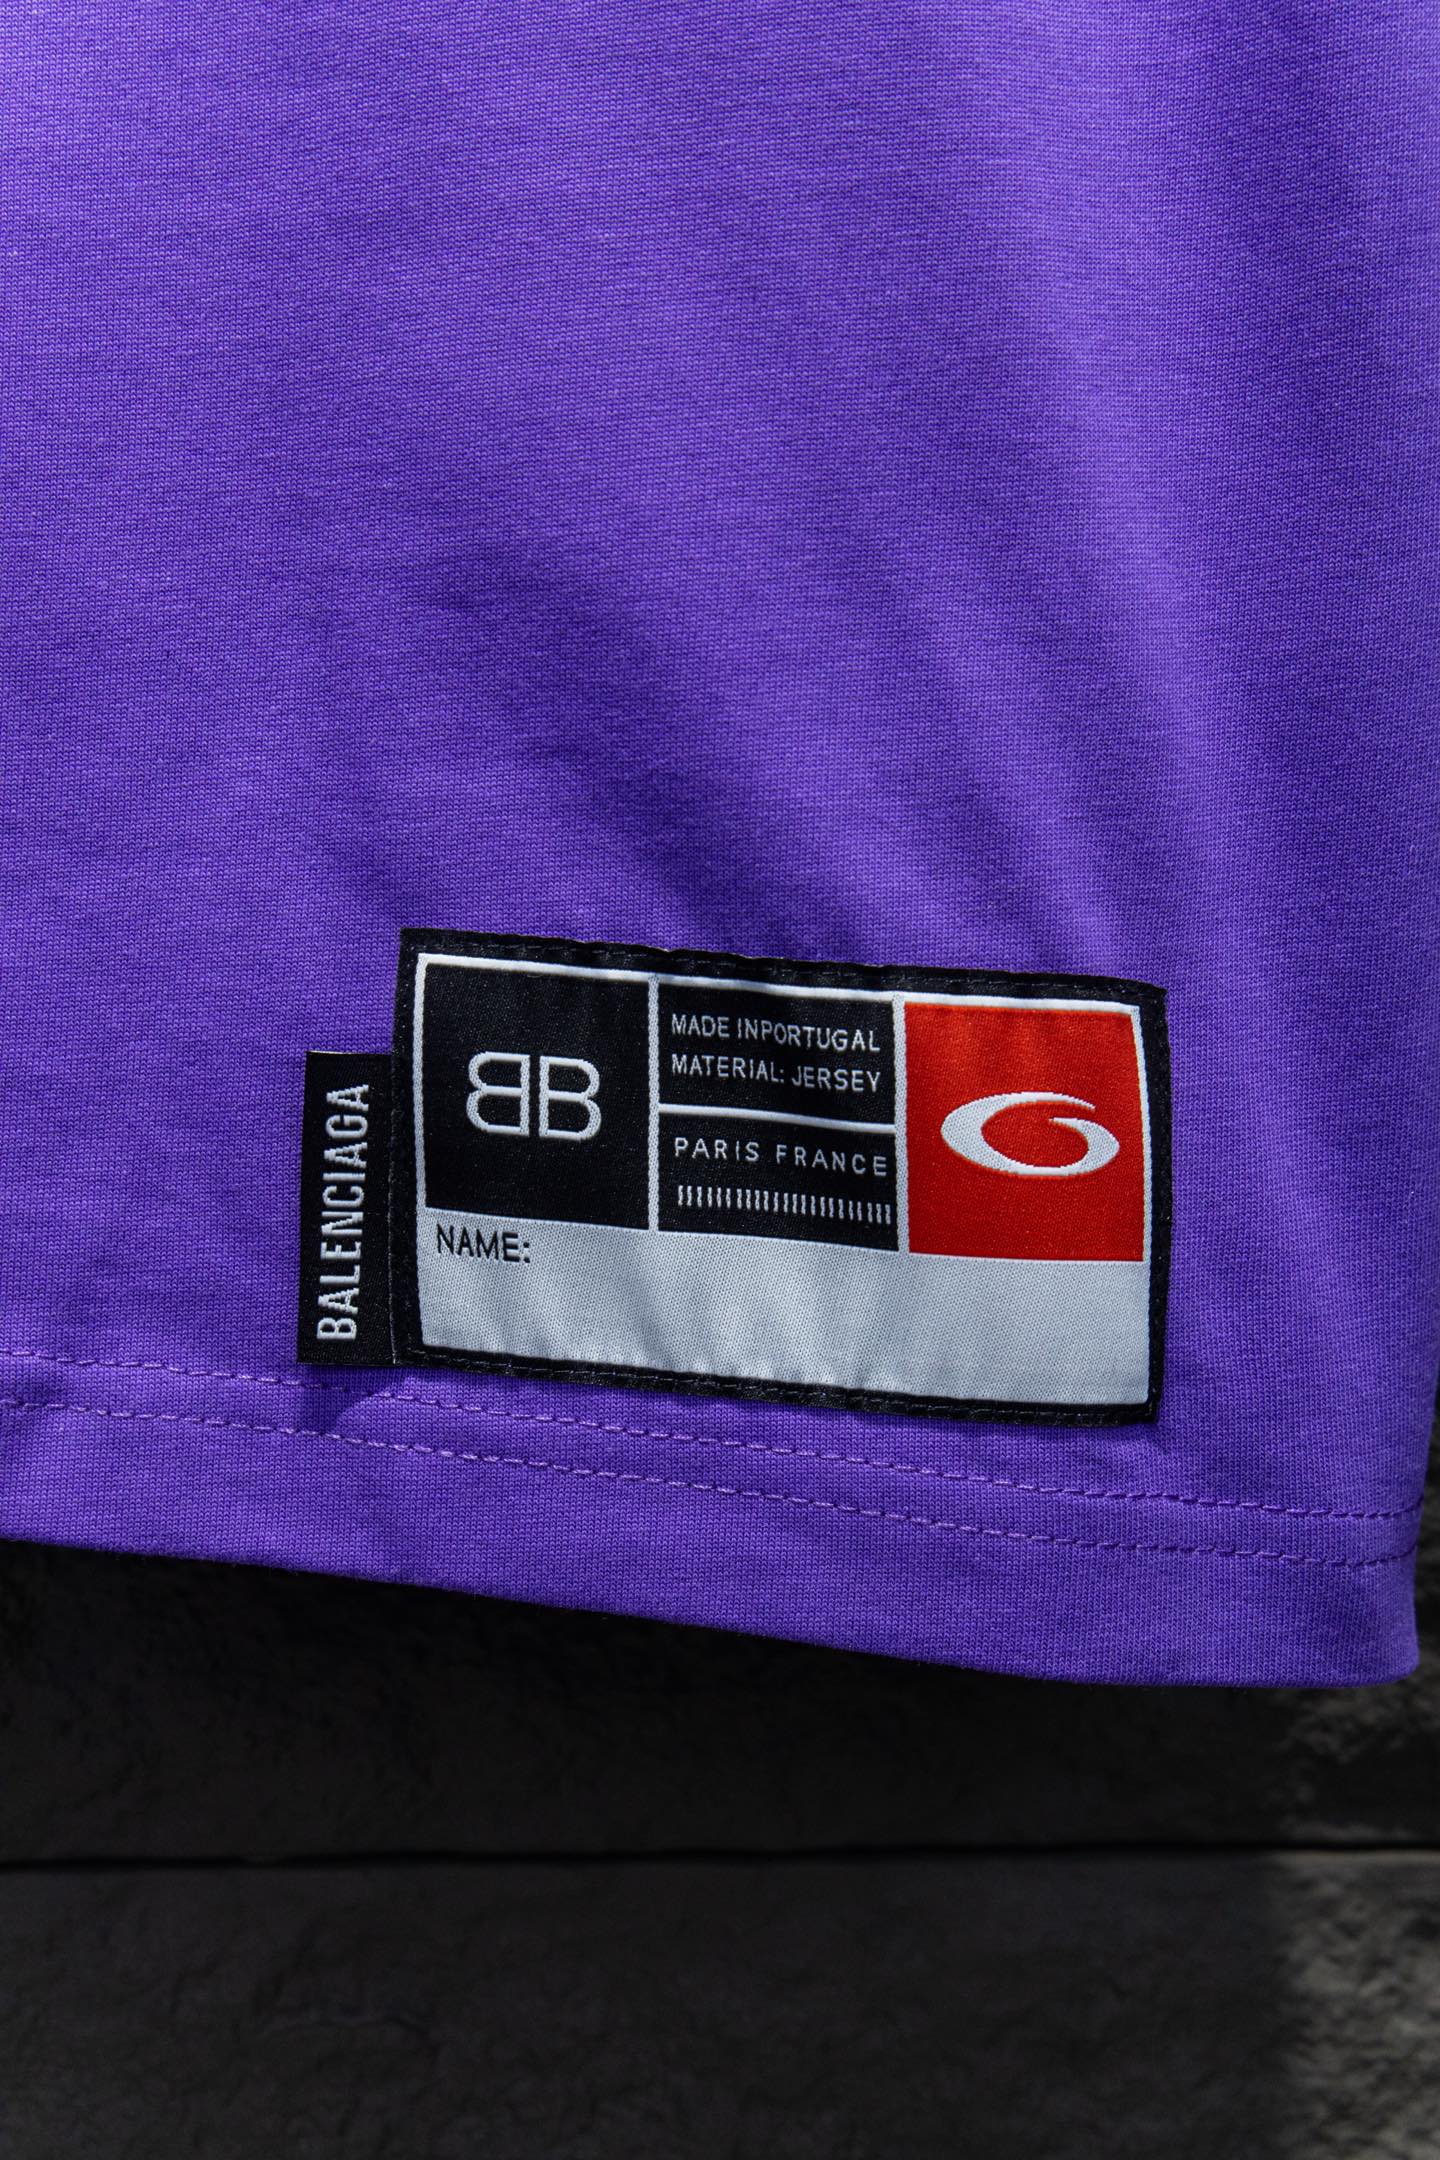 BALENCIAGA
BB
MADE INPORTUGAL
MATERIAL: JERSEY
PARIS FRANCE
NAME: